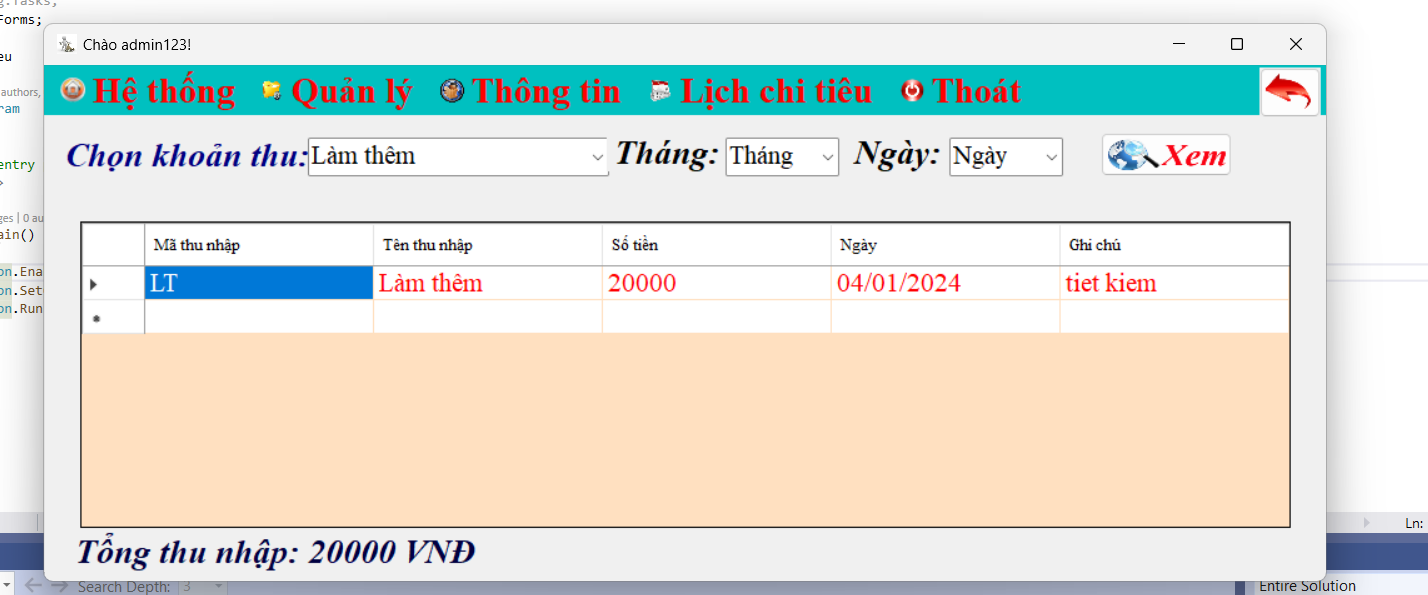 g.Tasks;
Forms;
Chào admin123!
eu
Hệ thống Quản lý Thông tin Lịch chi tiêu Thoát
authors,
ram
Chọn khoản thu: Làm thêm Tháng: Tháng Ngày: Ngày Xem
entry
>
ges | 0 au
ain()
Mã thu nhập Tên thu nhập Số tiền Ngày Ghi chú
on.Ena
LT Làm thêm 20000 04/01/2024 tiet kiem
on.Set
on.Run
Ln:
Tổng thu nhập: 20000 VNĐ
Search Depth: 3 Entire Solution